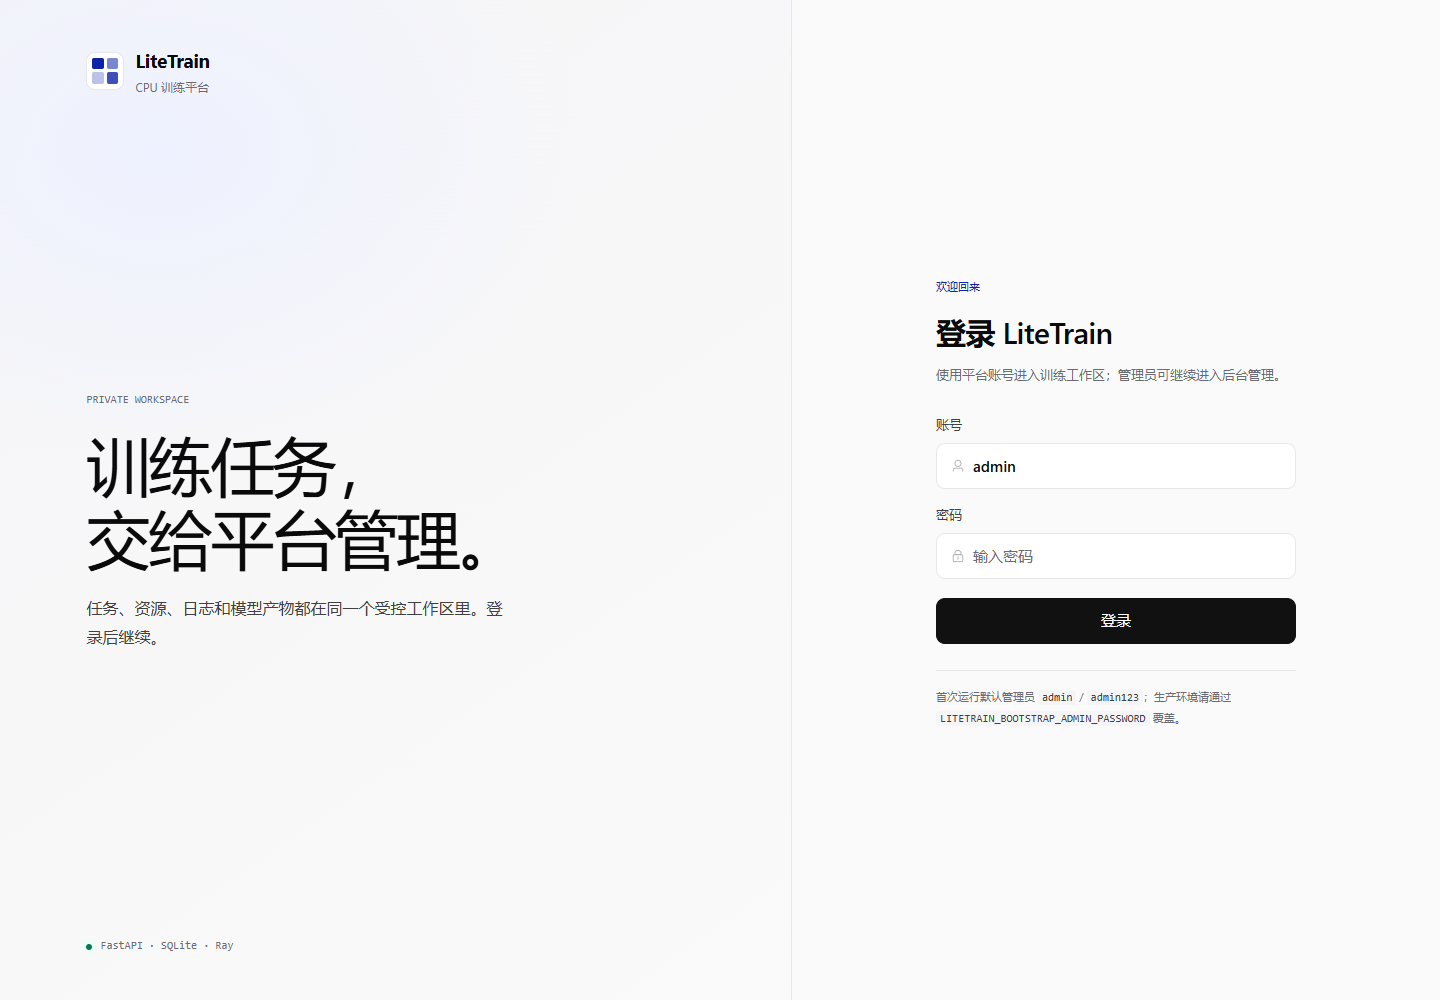 LiteTrain
CPU 训练平台
PRIVATE WORKSPACE
训练任务，
交给平台管理。
任务、资源、日志和模型产物都在同一个受控工作区里。登
录后继续。
FastAPI · SQLite · Ray
欢迎回来
登录 LiteTrain
使用平台账号进入训练工作区；管理员可继续进入后台管理。
账号
admin
密码
输入密码
登录
首次运行默认管理员 admin / admin123；生产环境请通过
LITETRAIN_BOOTSTRAP_ADMIN_PASSWORD 覆盖。